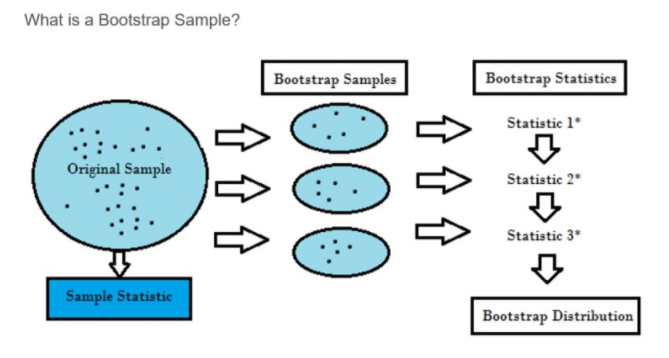 What is a Bootstrap Sample?
Bootstrap Samples
Bootstrap Statistics
Original Sample
Statistic 1*
Statistic 2*
Statistic 3*
Sample Statistic
Bootstrap Distribution